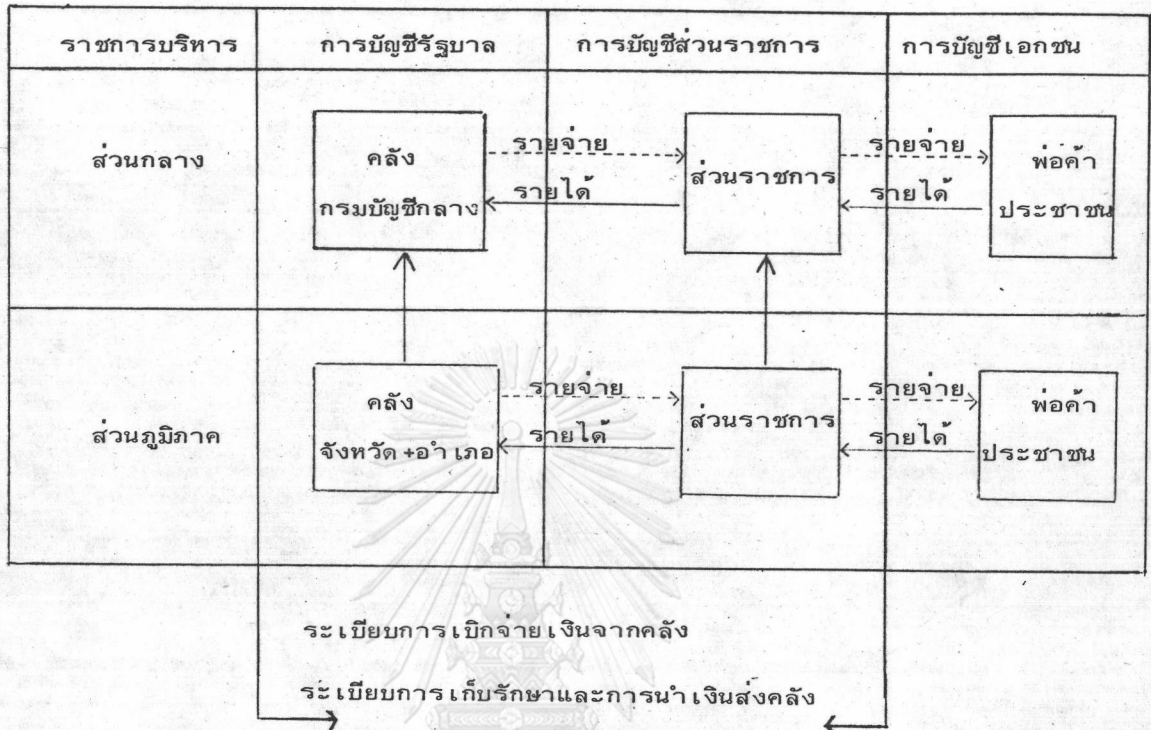 ราชการบริหาร การบัญชีรัฐบาล การบัญชีส่วนราชการ การบัญชีเอกชน
ส่วนกลาง
คลัง
กรมบัญชีกลาง
รายจ่าย
รายได้
ส่วนราชการ
รายจ่าย
รายได้
พ่อค้า
ประชาชน
ส่วนภูมิภาค
คลัง
จังหวัด+อำเภอ
รายจ่าย
รายได้
ส่วนราชการ
รายจ่าย
รายได้
พ่อค้า
ประชาชน
ระเบียบการเบิกจ่ายเงินจากคลัง
ระเบียบการเก็บรักษาและการนำเงินส่งคลัง